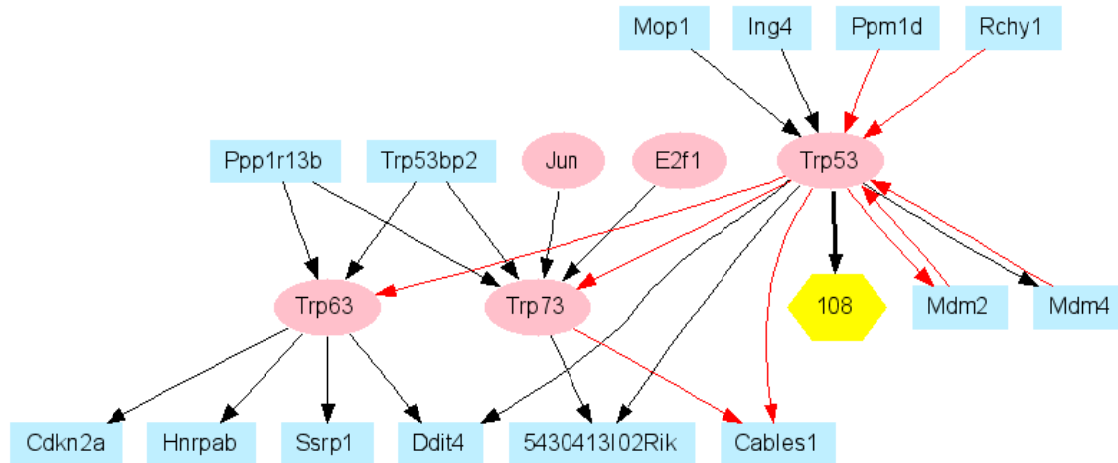 Mop1
Ing4
Ppm1d
Rchy1
Ppp1r13b
Trp53bp2
Jun
E2f1
Trp53
Trp63
Trp73
108
Mdm2
Mdm4
Cdkn2a
Hnrpab
Ssrp1
Ddit4
5430413I02Rik
Cables1